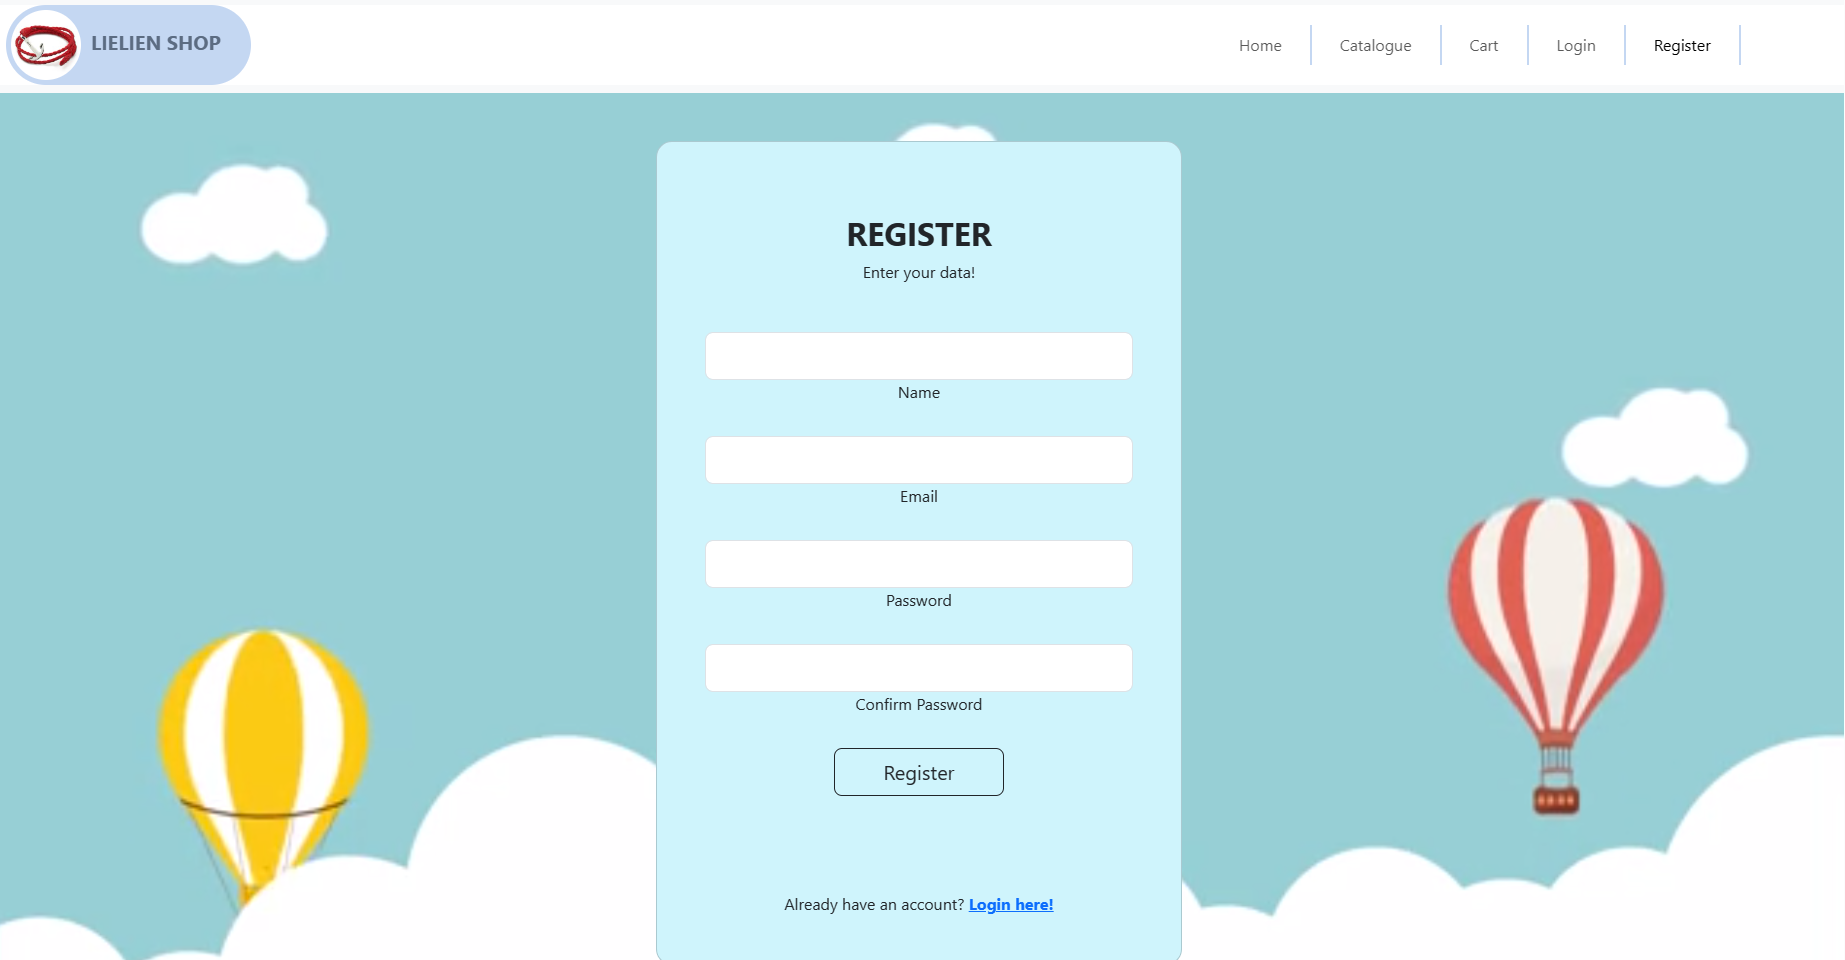 LIELIEN SHOP
Home
Catalogue
Cart
Login
Register
REGISTER
Enter your data!
Name
Email
Password
Confirm Password
Register
Already have an account? Login here!